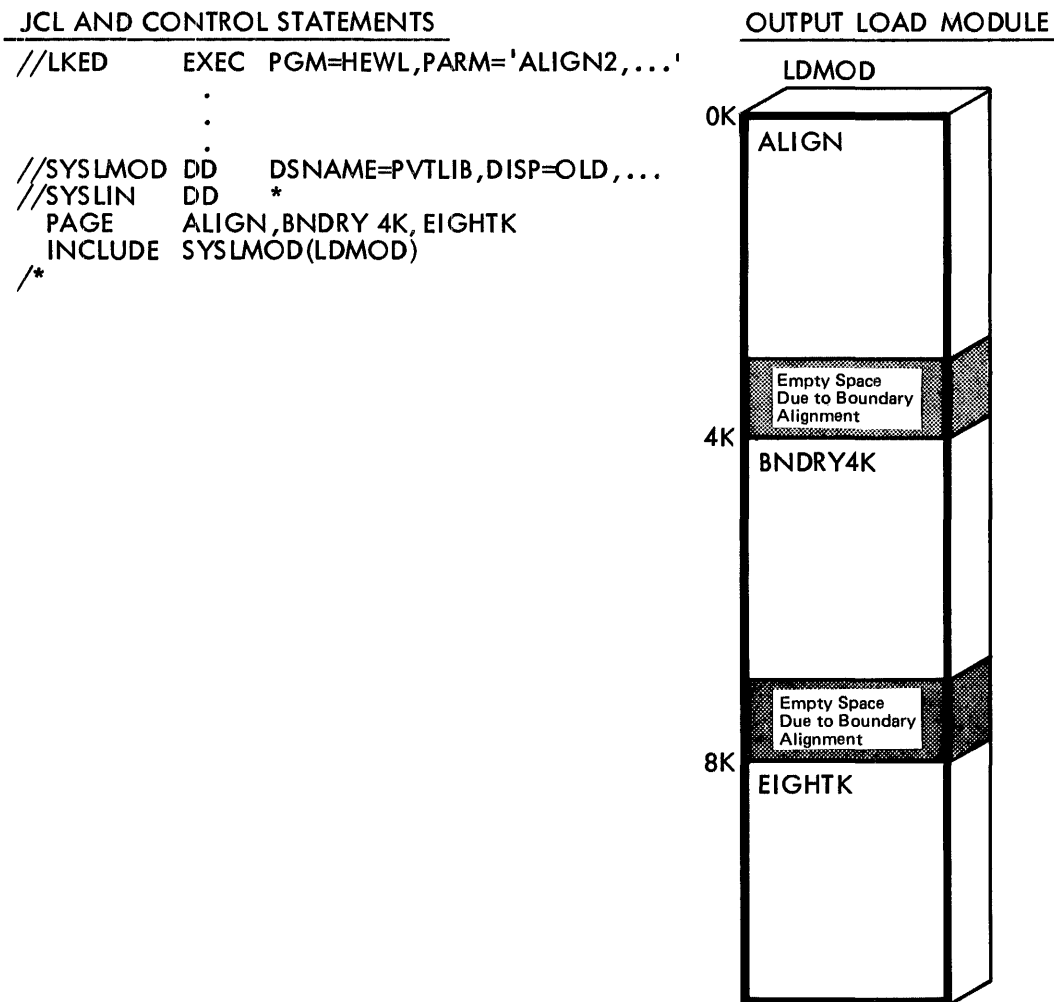 JCL AND CONTROL STATEMENTS
//LKED EXEC PGM=HEWL,PARM='ALIGN2,...'
.
.
.
//SYSLMOD DD DSNAME=PVTLIB,DISP=OLD,...
//SYSLIN DD *
PAGE ALIGN,BNDRY 4K, EIGHTK
INCLUDE SYSLMOD(LDMOD)
/*
OUTPUT LOAD MODULE
LDMOD
0K
ALIGN
Empty Space
Due to Boundary
Alignment
4K
BNDRY4K
Empty Space
Due to Boundary
Alignment
8K
EIGHTK